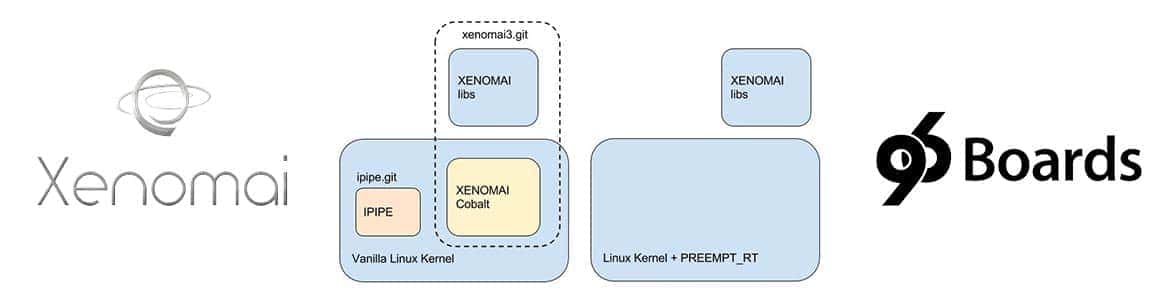 Xenomai
xenomai3.git
XENOMAI
libs
ipipe.git
IPIPE
XENOMAI
Cobalt
Vanilla Linux Kernel
XENOMAI
libs
Linux Kernel + PREEMPT_RT
96 Boards